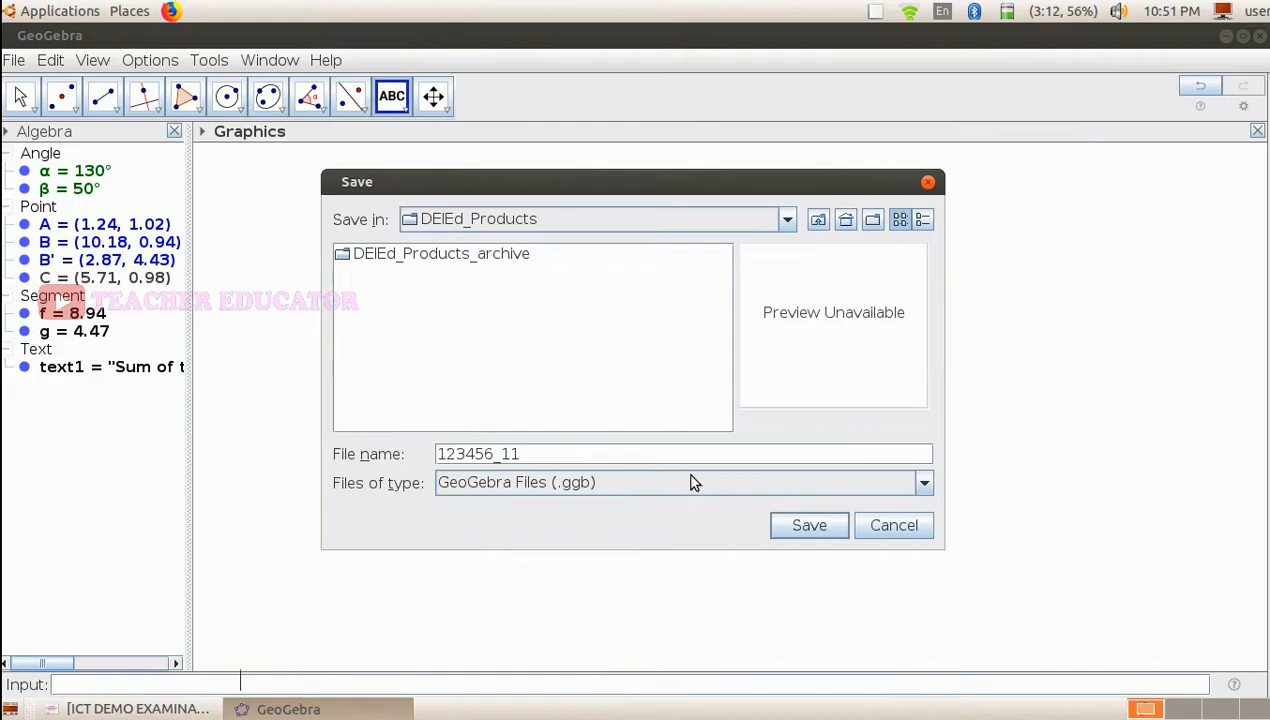 Applications Places En (3:12, 56%) 10:51 PM user
GeoGebra
File Edit View Options Tools Window Help
ABC
Algebra Graphics
Angle
α = 130°
β = 50°
Point
A = (1.24, 1.02)
B = (10.18, 0.94)
B' = (2.87, 4.43)
C = (5.71, 0.98)
Segment
TEACHER EDUCATOR
f = 8.94
g = 4.47
Text
text1 = "Sum of t
Save
Save in: DElEd_Products
DElEd_Products_archive
Preview Unavailable
File name: 123456_11
Files of type: GeoGebra Files (.ggb)
Save Cancel
Input:
[ICT DEMO EXAMINA... GeoGebra